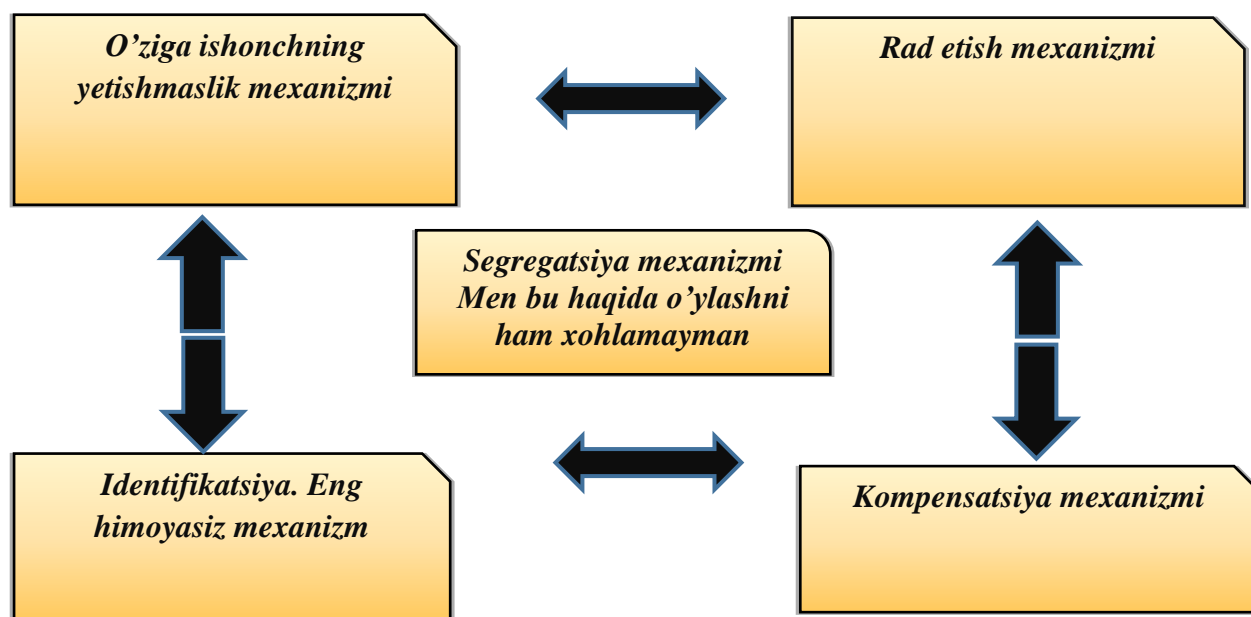 O’ziga ishonchning
yetishmaslik mexanizmi
Rad etish mexanizmi
Segregatsiya mexanizmi
Men bu haqida o’ylashni
ham xohlamayman
Identifikatsiya. Eng
himoyasiz mexanizm
Kompensatsiya mexanizmi